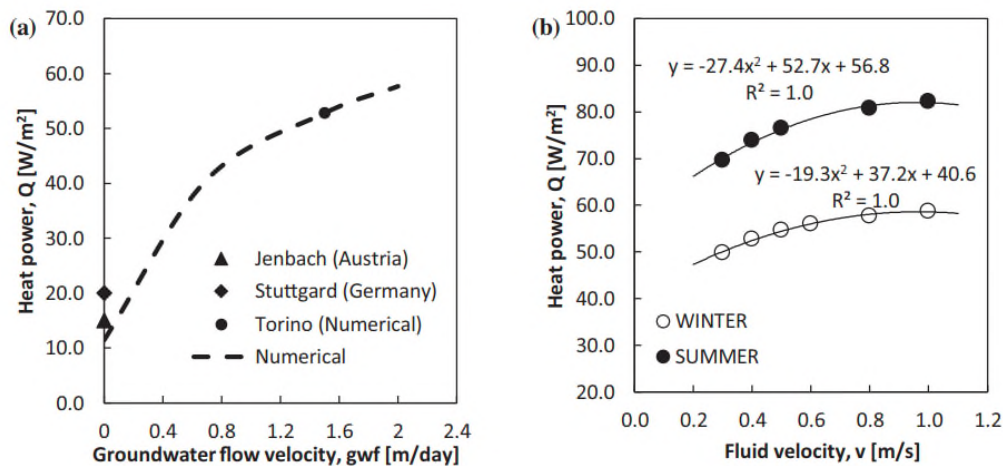 (a)
70.0
60.0
50.0
40.0
30.0
20.0
10.0
0.0
Heat power, Q [W/m²]
Jenbach (Austria)
Stuttgard (Germany)
Torino (Numerical)
Numerical
0 0.4 0.8 1.2 1.6 2 2.4
Groundwater flow velocity, gwf [m/day]
(b)
100.0
90.0
80.0
70.0
60.0
50.0
40.0
30.0
20.0
Heat power, Q [W/m²]
y = -27.4x² + 52.7x + 56.8
R² = 1.0
y = -19.3x² + 37.2x + 40.6
R² = 1.0
WINTER
SUMMER
0.0 0.2 0.4 0.6 0.8 1.0 1.2
Fluid velocity, v [m/s]